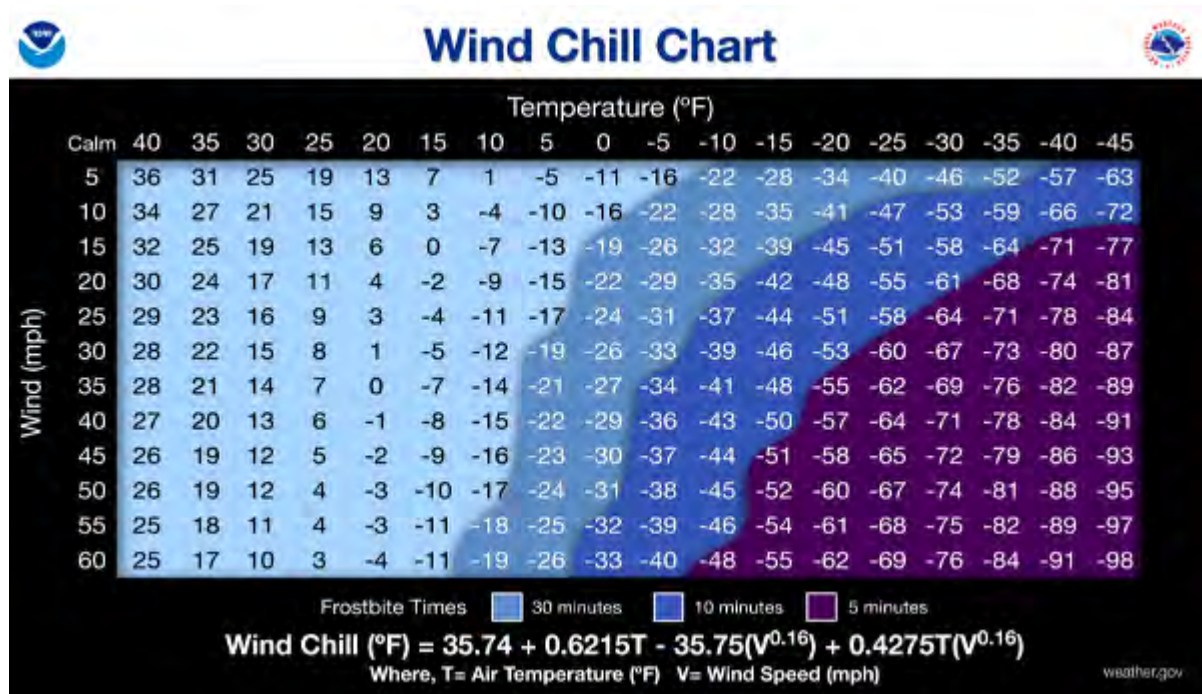 Wind Chill Chart
Temperature (ºF)
Calm 40 35 30 25 20 15 10 5 0 -5 -10 -15 -20 -25 -30 -35 -40 -45
5 36 31 25 19 13 7 1 -5 -11 -16 -22 -28 -34 -40 -46 -52 -57 -63
10 34 27 21 15 9 3 -4 -10 -16 -22 -28 -35 -41 -47 -53 -59 -66 -72
15 32 25 19 13 6 0 -7 -13 -19 -26 -32 -39 -45 -51 -58 -64 -71 -77
20 30 24 17 11 4 -2 -9 -15 -22 -29 -35 -42 -48 -55 -61 -68 -74 -81
25 29 23 16 9 3 -4 -11 -17 -24 -31 -37 -44 -51 -58 -64 -71 -78 -84
30 28 22 15 8 1 -5 -12 -19 -26 -33 -39 -46 -53 -60 -67 -73 -80 -87
35 28 21 14 7 0 -7 -14 -21 -27 -34 -41 -48 -55 -62 -69 -76 -82 -89
40 27 20 13 6 -1 -8 -15 -22 -29 -36 -43 -50 -57 -64 -71 -78 -84 -91
45 26 19 12 5 -2 -9 -16 -23 -30 -37 -44 -51 -58 -65 -72 -79 -86 -93
50 26 19 12 4 -3 -10 -17 -24 -31 -38 -45 -52 -60 -67 -74 -81 -88 -95
55 25 18 11 4 -3 -11 -18 -25 -32 -39 -46 -54 -61 -68 -75 -82 -89 -97
60 25 17 10 3 -4 -11 -19 -26 -33 -40 -48 -55 -62 -69 -76 -84 -91 -98
Wind (mph)
Frostbite Times 30 minutes 10 minutes 5 minutes
Wind Chill (ºF) = 35.74 + 0.6215T - 35.75(V^0.16) + 0.4275T(V^0.16)
Where, T= Air Temperature (ºF) V= Wind Speed (mph)
weather.gov